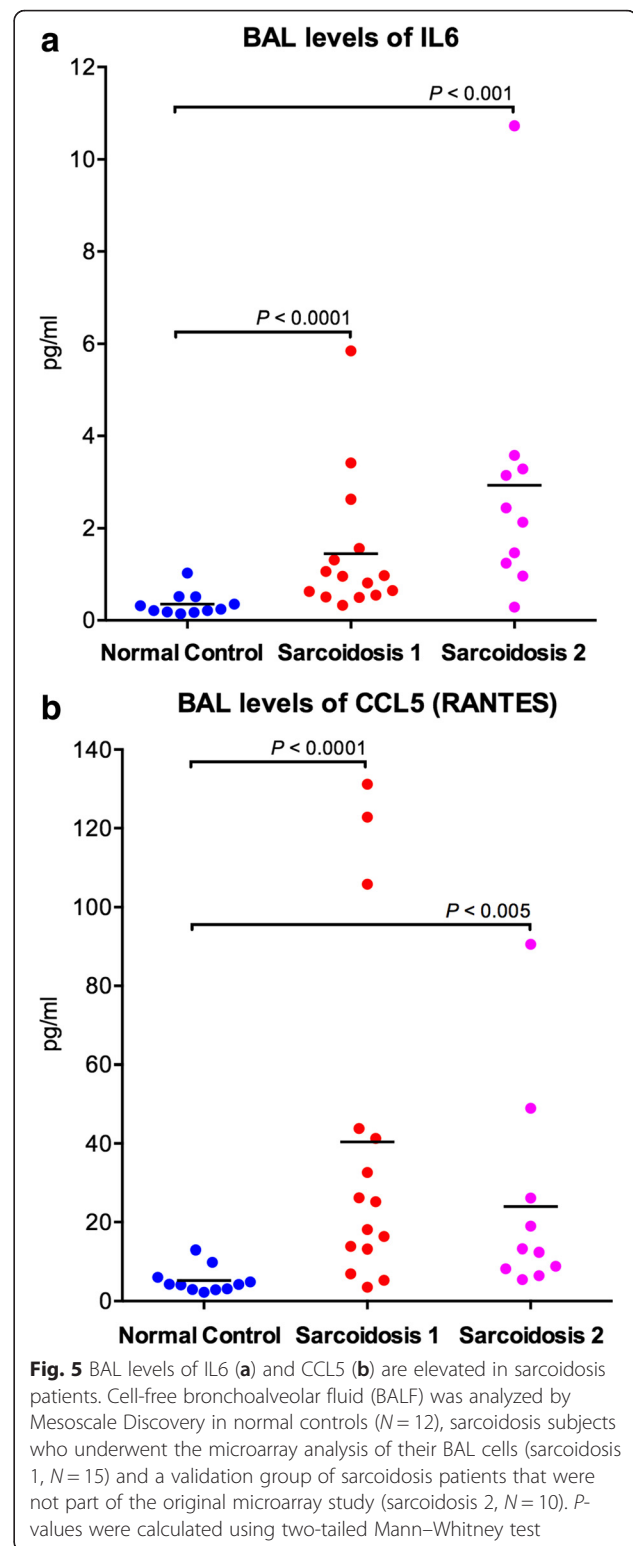 a
BAL levels of IL6
12
P < 0.001
10
8
P < 0.0001
6
pg/ml
4
2
0
Normal Control Sarcoidosis 1 Sarcoidosis 2
b
BAL levels of CCL5 (RANTES)
140
P < 0.0001
120
100
P < 0.005
80
pg/ml
60
40
20
0
Normal Control Sarcoidosis 1 Sarcoidosis 2
Fig. 5 BAL levels of IL6 (a) and CCL5 (b) are elevated in sarcoidosis
patients. Cell-free bronchoalveolar fluid (BALF) was analyzed by
Mesoscale Discovery in normal controls (N = 12), sarcoidosis subjects
who underwent the microarray analysis of their BAL cells (sarcoidosis
1, N = 15) and a validation group of sarcoidosis patients that were
not part of the original microarray study (sarcoidosis 2, N = 10). P-
values were calculated using two-tailed Mann–Whitney test